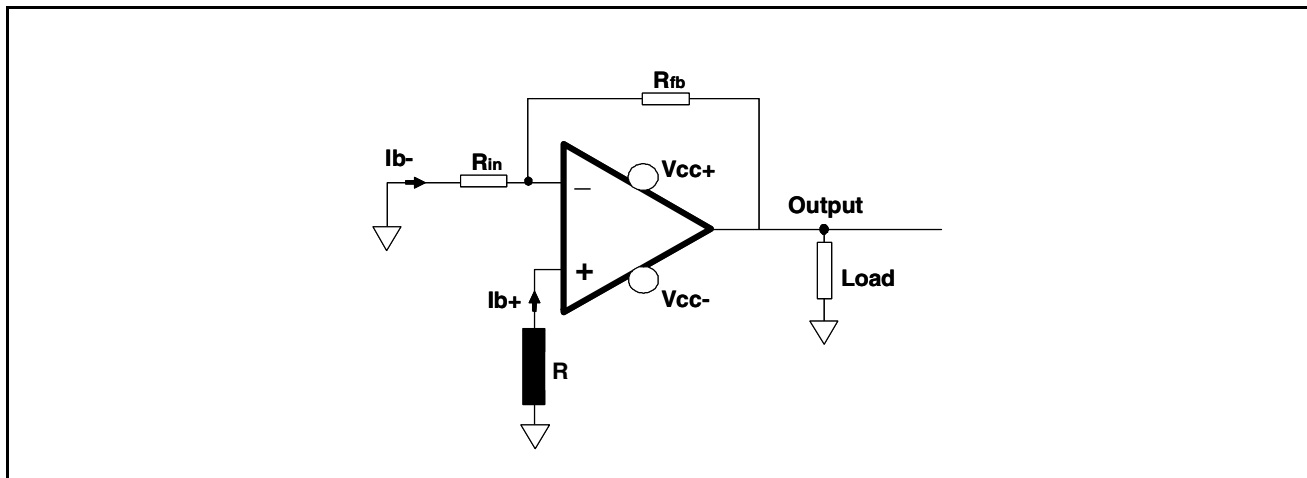 Rfb
Ib-
Rin
Vcc+
−
Output
+
Load
Ib+
Vcc-
R